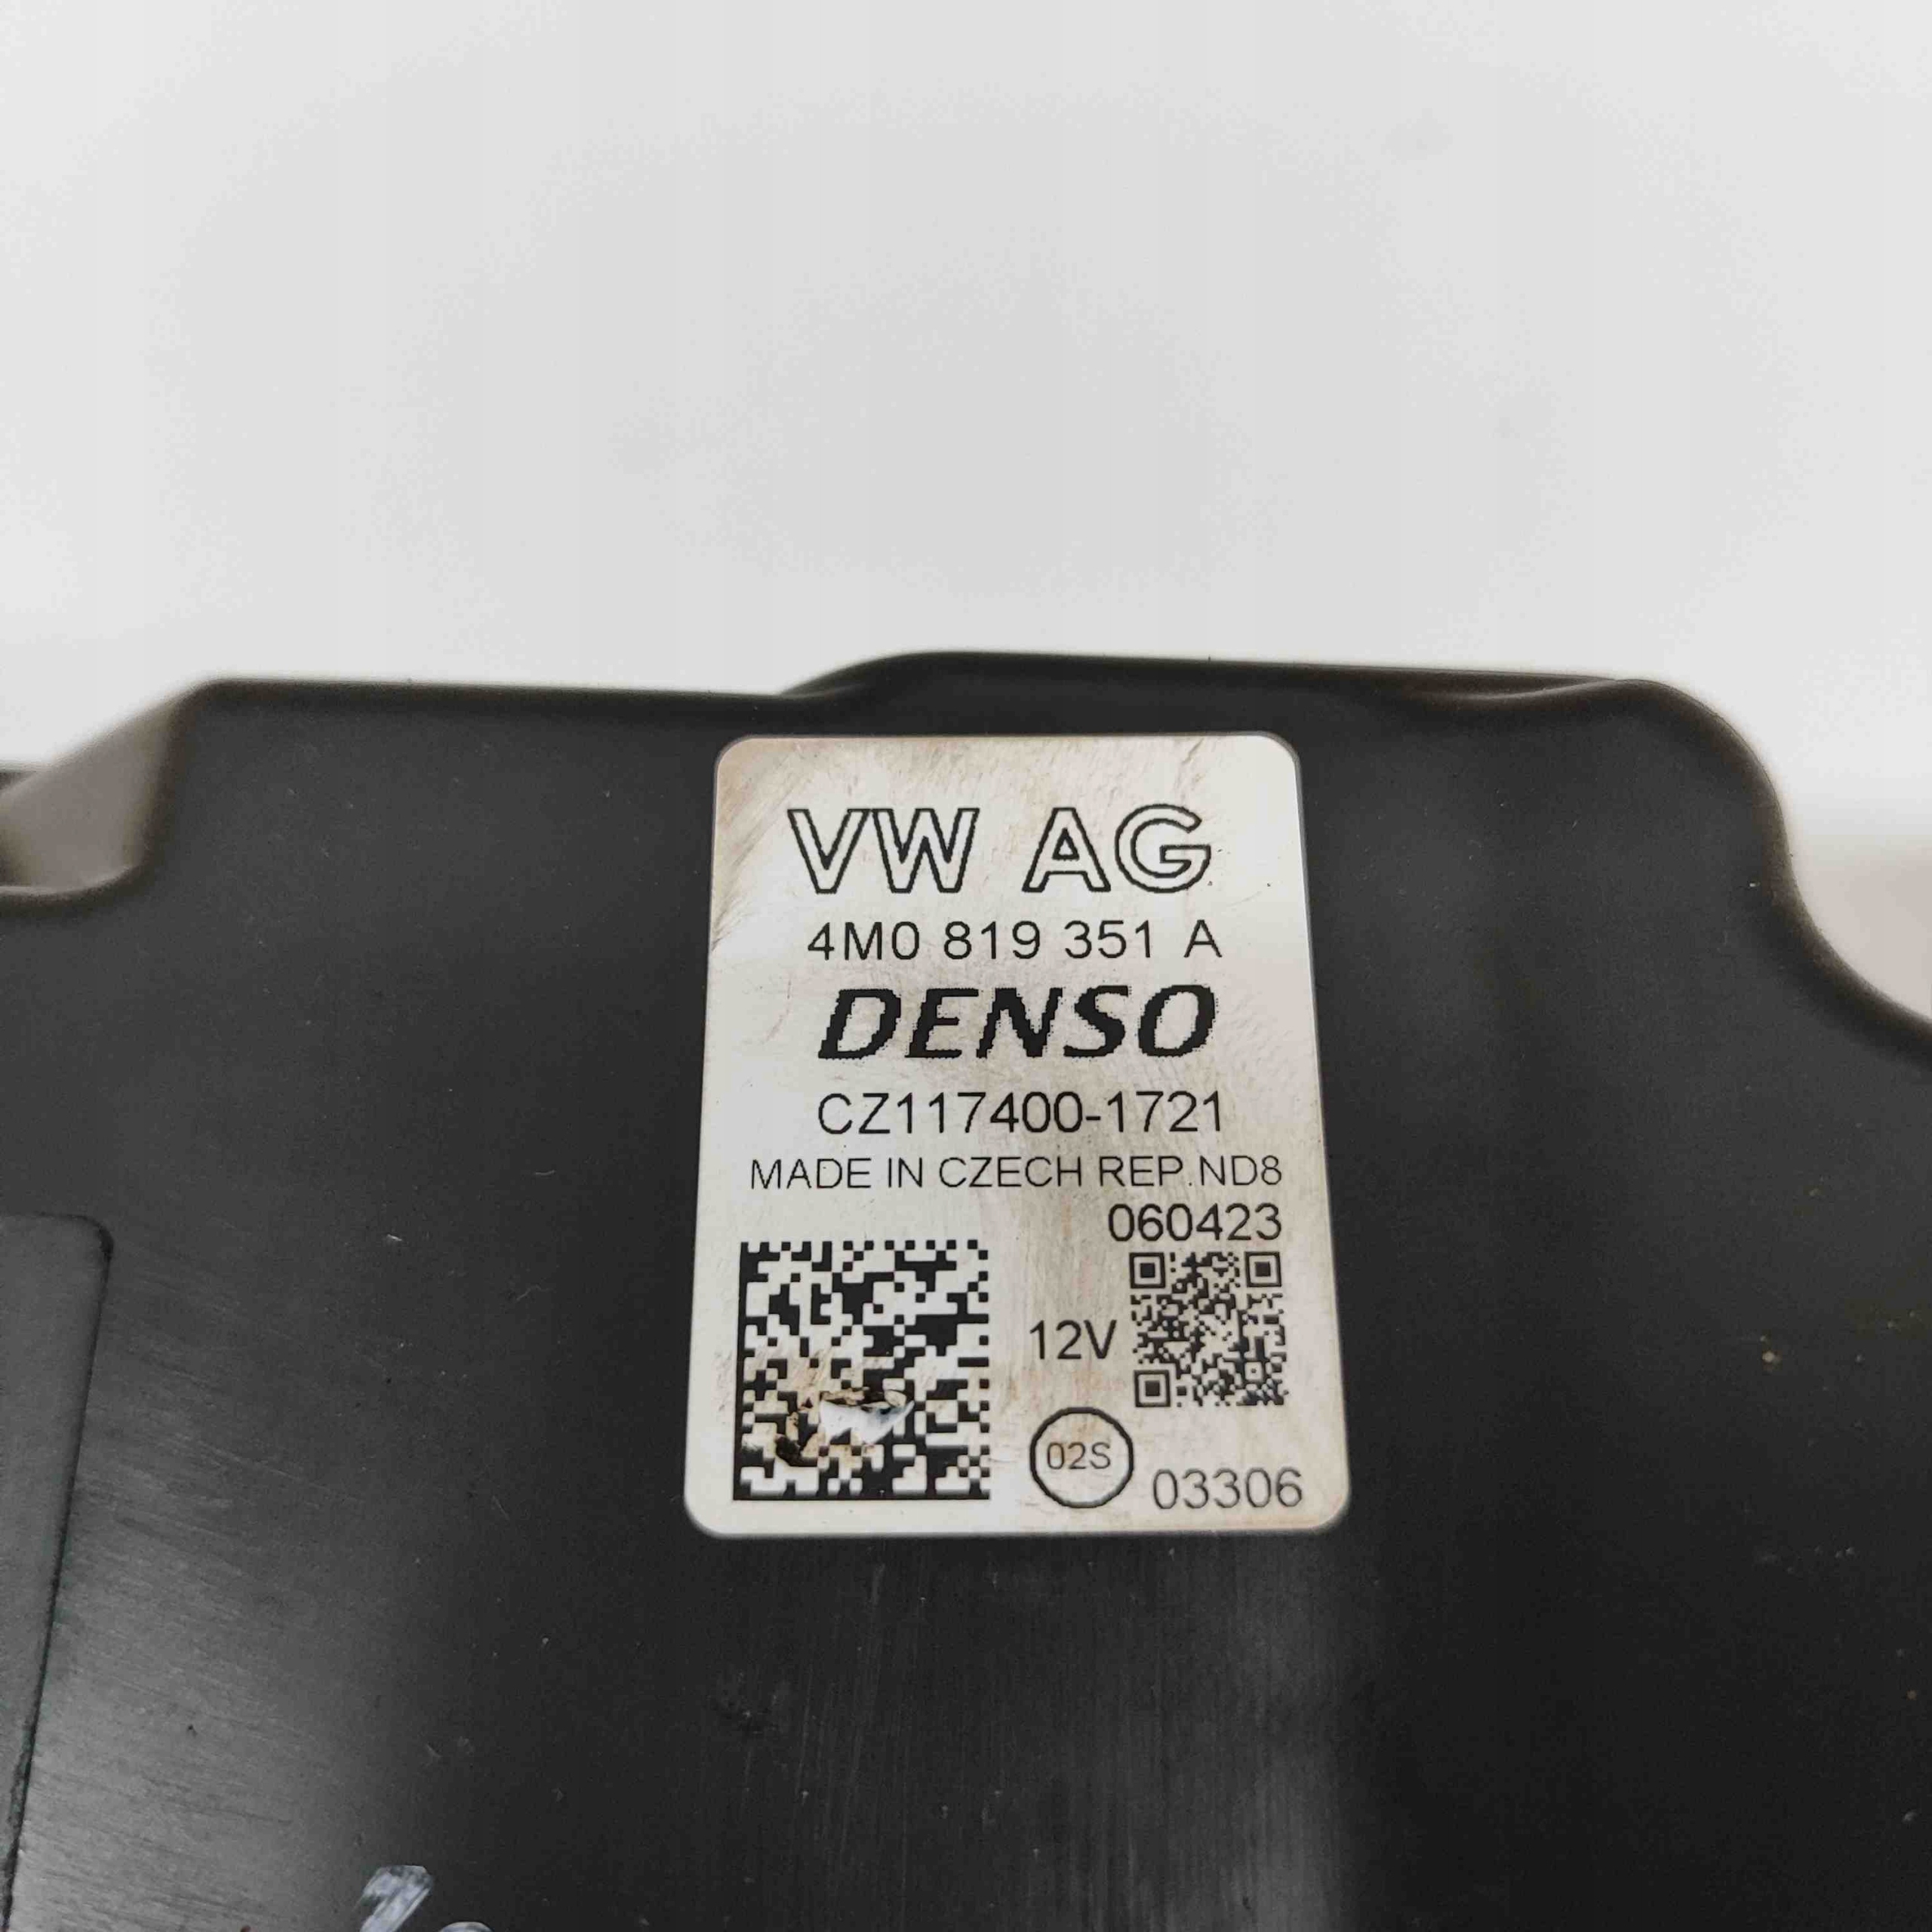 VW AG
4M0 819 351 A
DENSO
CZ117400-1721
MADE IN CZECH REP.ND8
060423
12V
02S
03306